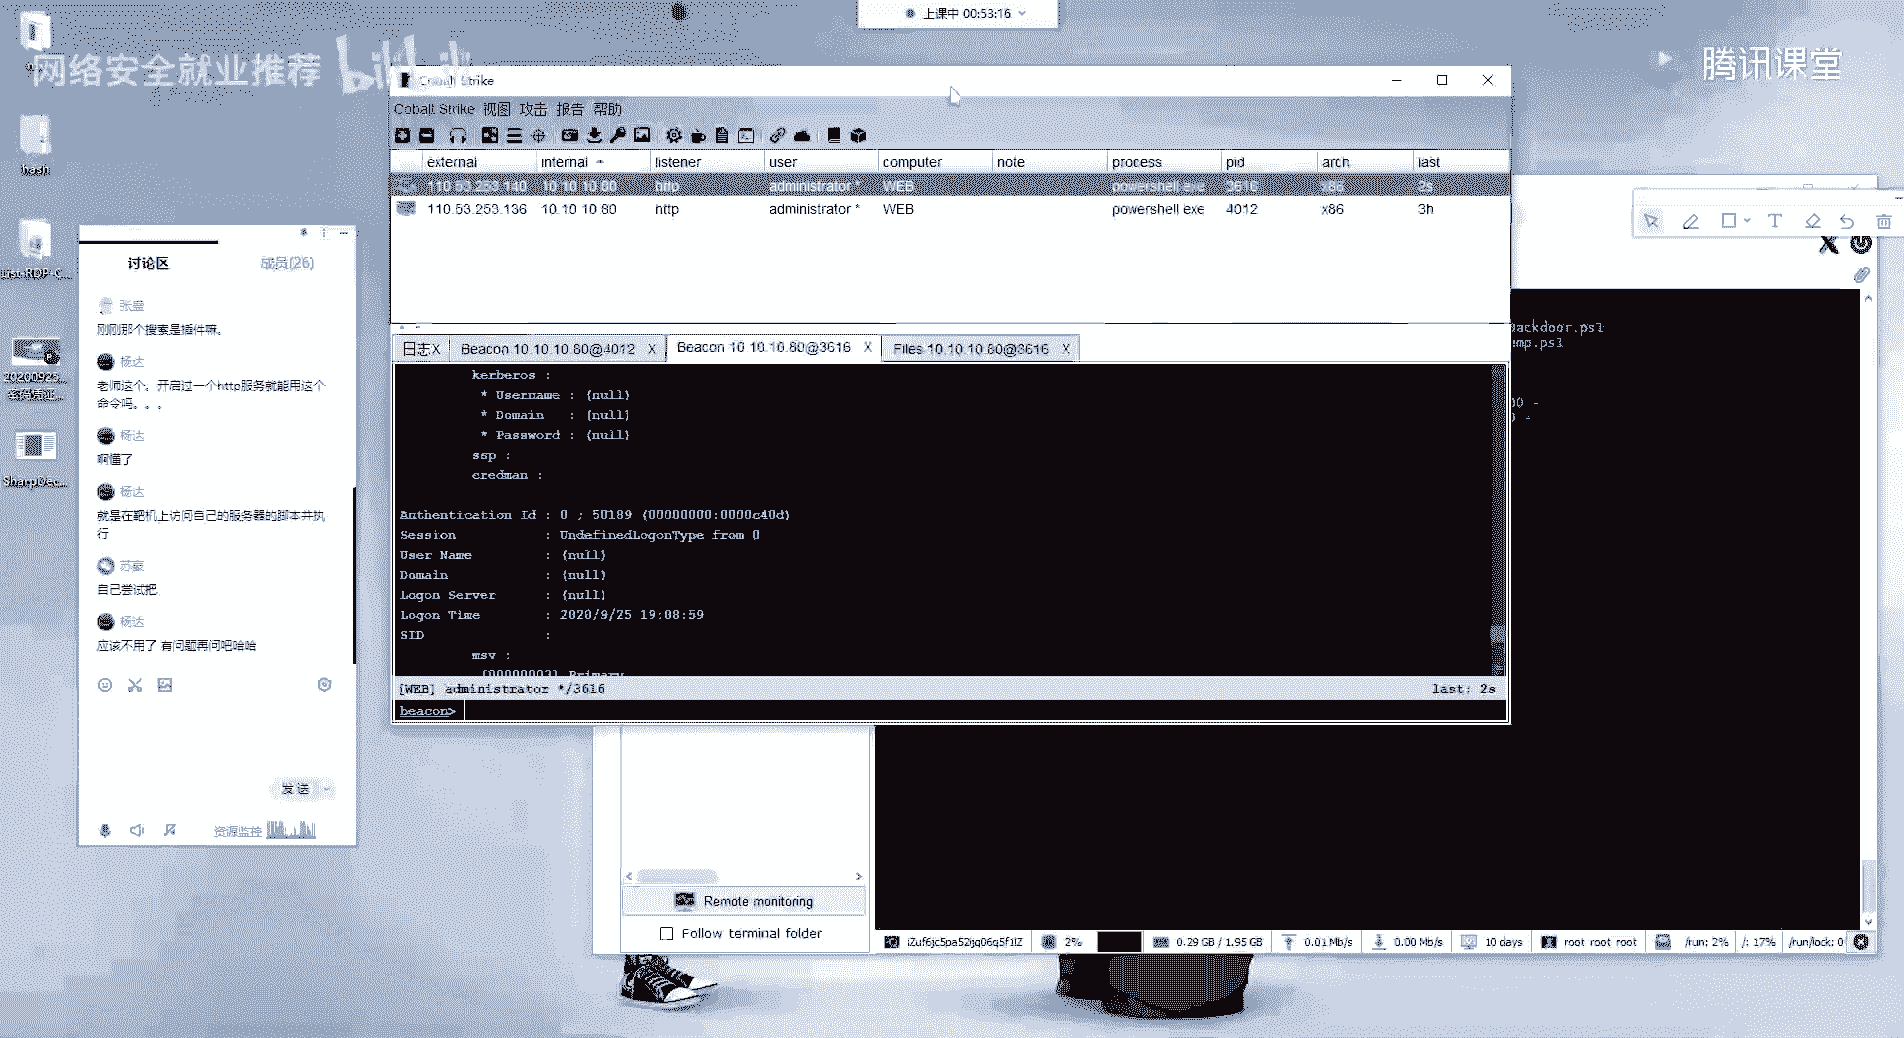 上课中 00:53:16
网络安全就业推荐
腾讯课堂
hash
Cobalt Strike
Cobalt Strike 视图 攻击 报告 帮助
external internal listener user computer note process pid arch last
110.53.253.140 10.10.10.80 http administrator * WEB powershell.exe 3616 x86 2s
110.53.253.136 10.10.10.80 http administrator * WEB powershell.exe 4012 x86 3h
日志X Beacon 10.10.10.80@4012 X Beacon 10.10.10.80@3616 X Files 10.10.10.80@3616 X
kerberos :
* Username : (null)
* Domain : (null)
* Password : (null)
ssp :
credman :
Authentication Id : 0 ; 50189 (00000000:0000c40d)
Session : UndefinedLogonType from 0
User Name : (null)
Domain : (null)
Logon Server : (null)
Logon Time : 2020/9/25 19:08:59
SID :
msv :
[00000003] Primary
[WEB] administrator */3616 last: 2s
beacon>
讨论区 成员(26)
刚刚那个搜索是插件嘛。
杨达
老师这个。开启过一个http服务就能用这个
命令吗。。。
杨达
啊懂了
杨达
就是在靶机上访问自己的服务器的脚本并执
行
苏豪
自己尝试把
杨达
应该不用了 有问题再问吧哈哈
发送
资源监控
backdoor.ps1
mp.ps1
Remote monitoring
Follow terminal folder
2% 0.29 GB / 1.95 GB 0.01 Mb/s 0.00 Mb/s 10 days root root root /run: 2% /: 17% /run/lock: 0